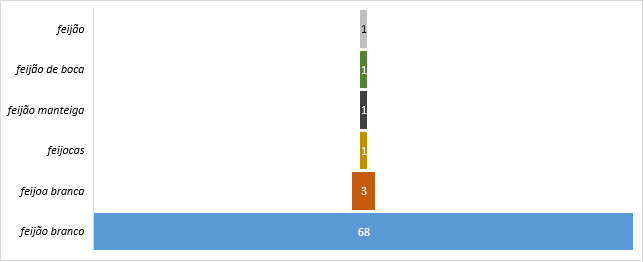 feijão 1
feijão de boca 1
feijão manteiga 1
feijocas 1
feijoa branca 3
feijão branco 68